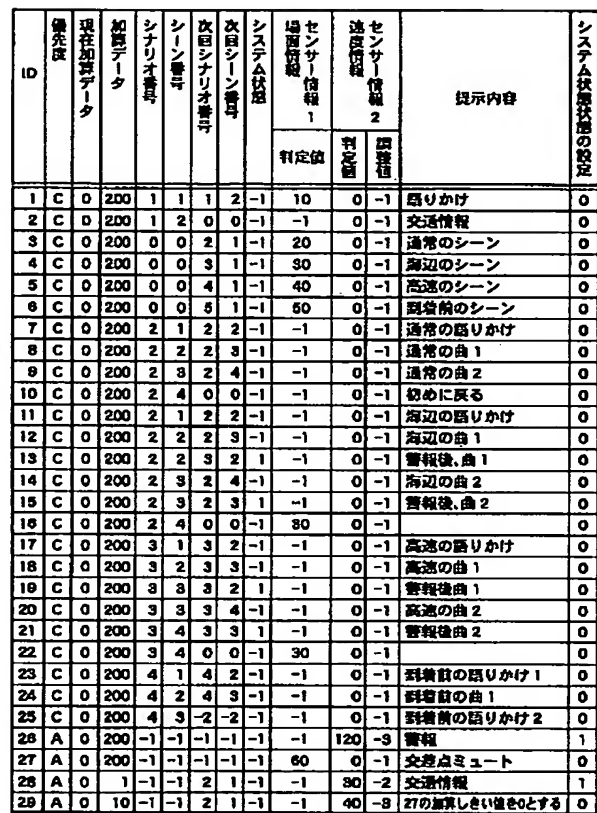 ID 優先度 現在加算データ 加算データ シナリオ番号 シーン番号 次回シナリオ番号 次回シーン番号 システム状態 センサー情報1 場面情報 センサー情報2 速度情報 提示内容 システム状態状態の設定
判定値 判定値 調整値
1 C 0 200 1 1 1 2 -1 10 0 -1 語りかけ 0
2 C 0 200 1 2 0 0 -1 -1 0 -1 交通情報 0
3 C 0 200 0 0 2 1 -1 20 0 -1 通常のシーン 0
4 C 0 200 0 0 3 1 -1 30 0 -1 海辺のシーン 0
5 C 0 200 0 0 4 1 -1 40 0 -1 高速のシーン 0
6 C 0 200 0 0 5 1 -1 50 0 -1 到着前のシーン 0
7 C 0 200 2 1 2 2 -1 -1 0 -1 通常の語りかけ 0
8 C 0 200 2 2 2 3 -1 -1 0 -1 通常の曲1 0
9 C 0 200 2 3 2 4 -1 -1 0 -1 通常の曲2 0
10 C 0 200 2 4 0 0 -1 -1 0 -1 初めに戻る 0
11 C 0 200 2 1 2 2 -1 -1 0 -1 海辺の語りかけ 0
12 C 0 200 2 2 2 3 -1 -1 0 -1 海辺の曲1 0
13 C 0 200 2 2 3 2 1 -1 0 -1 警報後、曲1 0
14 C 0 200 2 3 2 4 -1 -1 0 -1 海辺の曲2 0
15 C 0 200 2 3 2 3 1 -1 0 -1 警報後、曲2 0
16 C 0 200 2 4 0 0 -1 30 0 -1 0
17 C 0 200 3 1 3 2 -1 -1 0 -1 高速の語りかけ 0
18 C 0 200 3 2 3 3 -1 -1 0 -1 高速の曲1 0
19 C 0 200 3 3 3 2 1 -1 0 -1 警報後曲1 0
20 C 0 200 3 3 3 4 -1 -1 0 -1 高速の曲2 0
21 C 0 200 3 4 3 3 1 -1 0 -1 警報後曲2 0
22 C 0 200 3 4 0 0 -1 30 0 -1 0
23 C 0 200 4 1 4 2 -1 -1 0 -1 到着前の語りかけ1 0
24 C 0 200 4 2 4 3 -1 -1 0 -1 到着前の曲1 0
25 C 0 200 4 3 -2 -2 -1 -1 0 -1 到着前の語りかけ2 0
26 A 0 200 -1 -1 -1 -1 -1 -1 120 -3 警報 1
27 A 0 200 -1 -1 -1 -1 -1 60 0 -1 交差点ミュート 0
28 A 0 1 -1 -1 2 1 -1 -1 30 -2 交通情報 1
29 A 0 10 -1 -1 2 1 -1 -1 40 -3 27の加算しきい値を0とする 0